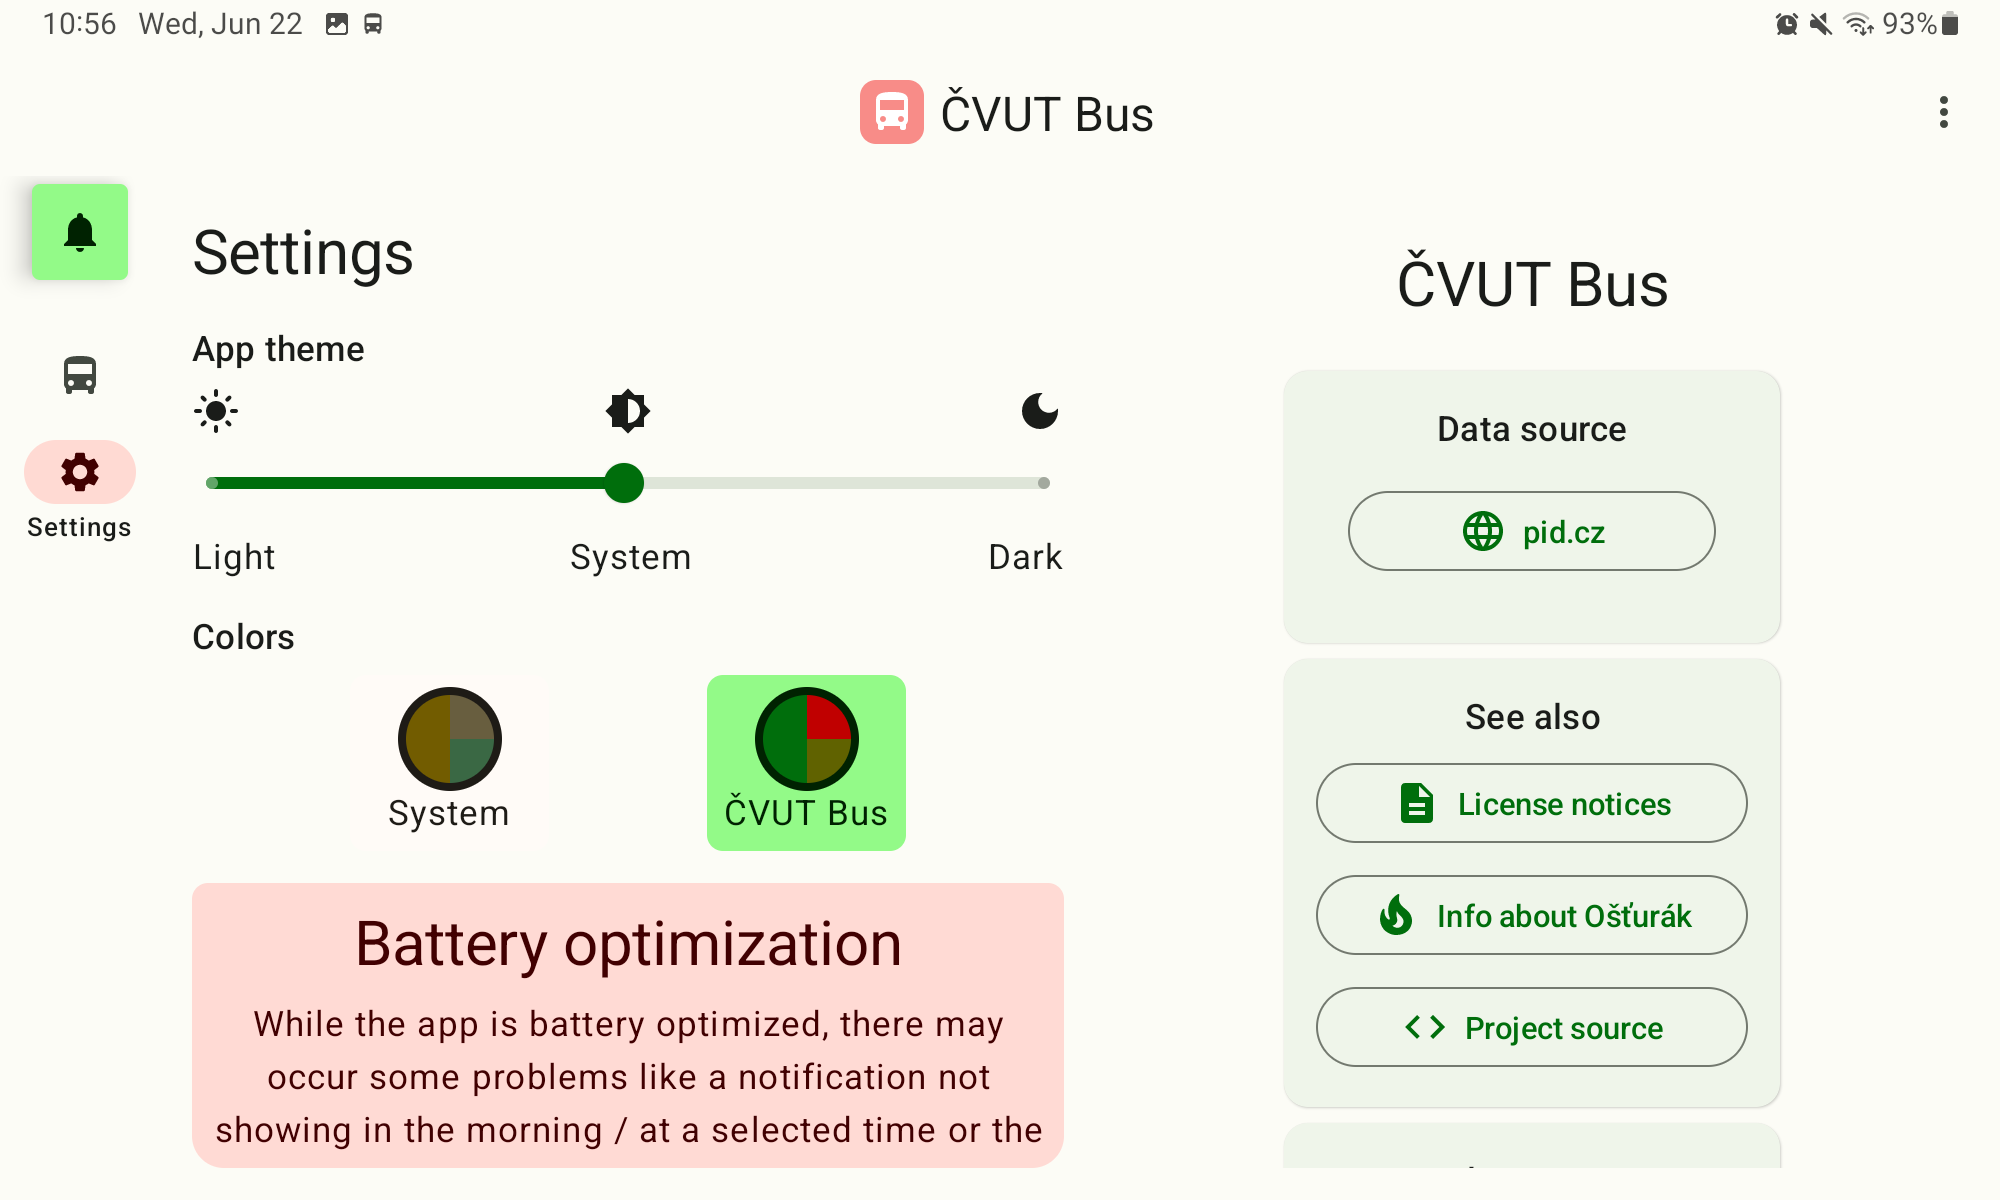 10:56 Wed, Jun 22
93%
ČVUT Bus
Settings
Settings
App theme
Light System Dark
Colors
System
ČVUT Bus
Battery optimization
While the app is battery optimized, there may
occur some problems like a notification not
showing in the morning / at a selected time or the
ČVUT Bus
Data source
pid.cz
See also
License notices
Info about Ošťurák
Project source